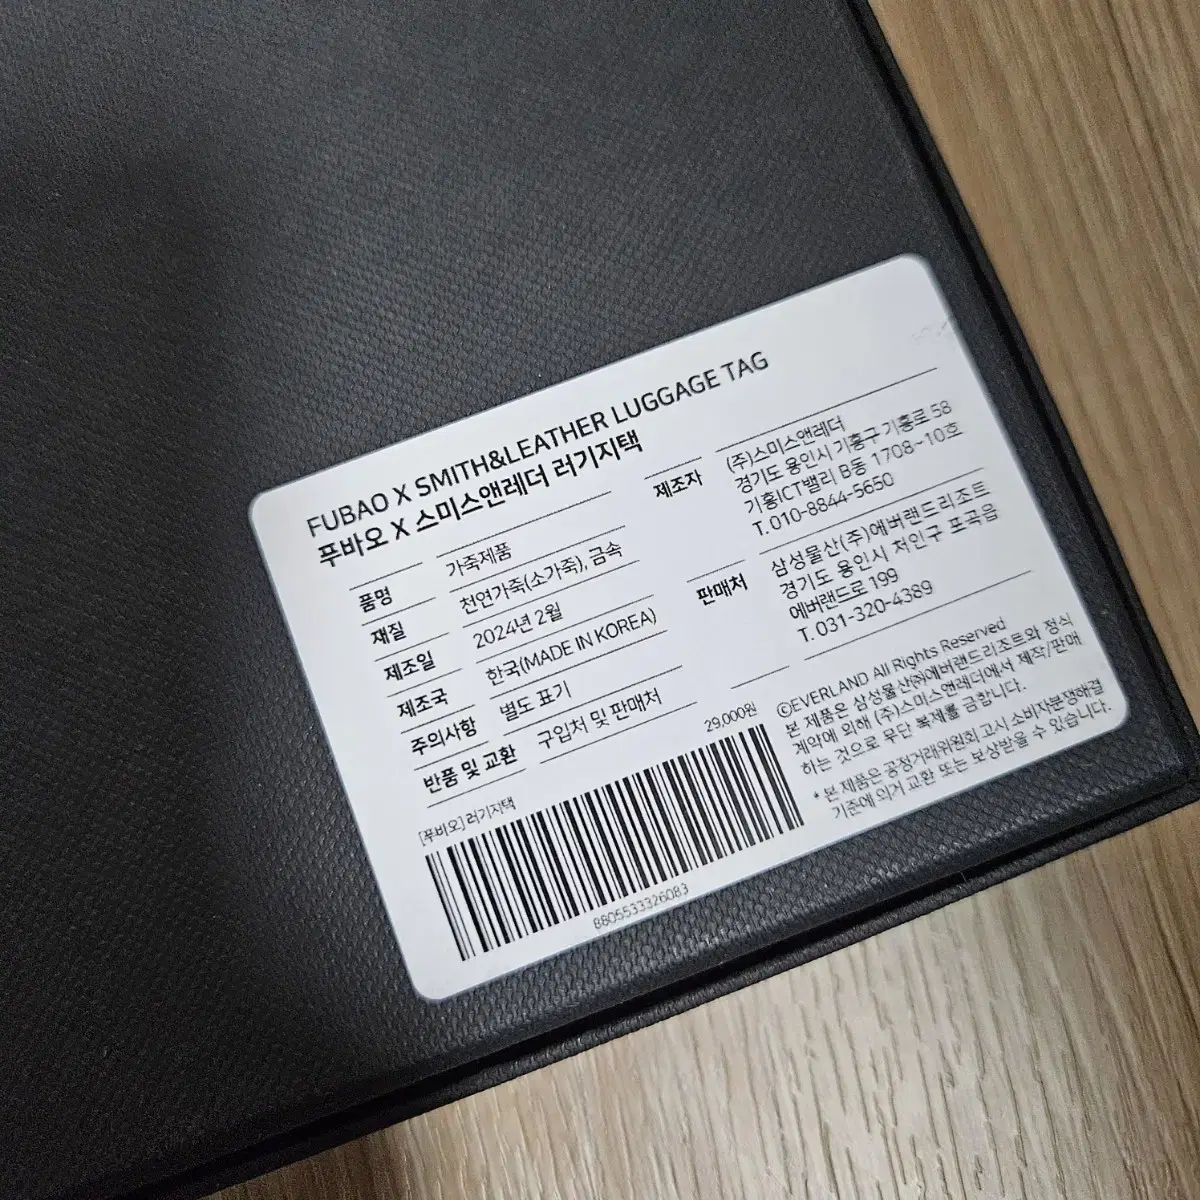 FUBAO X SMITH&LEATHER LUGGAGE TAG
푸바오 X 스미스앤레더 러기지택
품명 가죽제품
재질 천연가죽(소가죽), 금속
제조일 2024년 2월
제조국 한국(MADE IN KOREA)
주의사항 별도 표기
반품 및 교환 구입처 및 판매처
[푸바오] 러기지택
29,000원
8805533326083
제조자 (주)스미스앤레더
경기도 용인시 기흥구 기흥로 58
기흥ICT밸리 B동 1708~10호
T. 010-8844-5650
판매처 삼성물산(주)에버랜드리조트
경기도 용인시 처인구 포곡읍
에버랜드로 199
T. 031-320-4389
ⓒEVERLAND All Rights Reserved
본 제품은 삼성물산㈜에버랜드리조트와 정식
계약에 의해 (주)스미스앤레더에서 제작/판매
하는 것으로 무단 복제를 금합니다.
* 본 제품은 공정거래위원회 고시 소비자분쟁해결
기준에 의거 교환 또는 보상받을 수 있습니다.